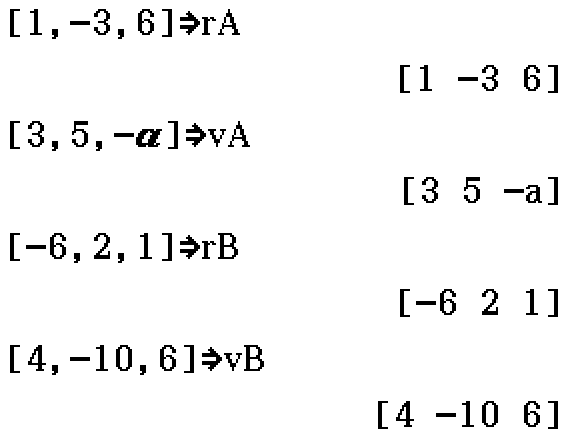 [1,−3,6]⇒rA
[1 −3 6]
[3,5,−a]⇒vA
[3 5 −a]
[−6,2,1]⇒rB
[−6 2 1]
[4,−10,6]⇒vB
[4 −10 6]